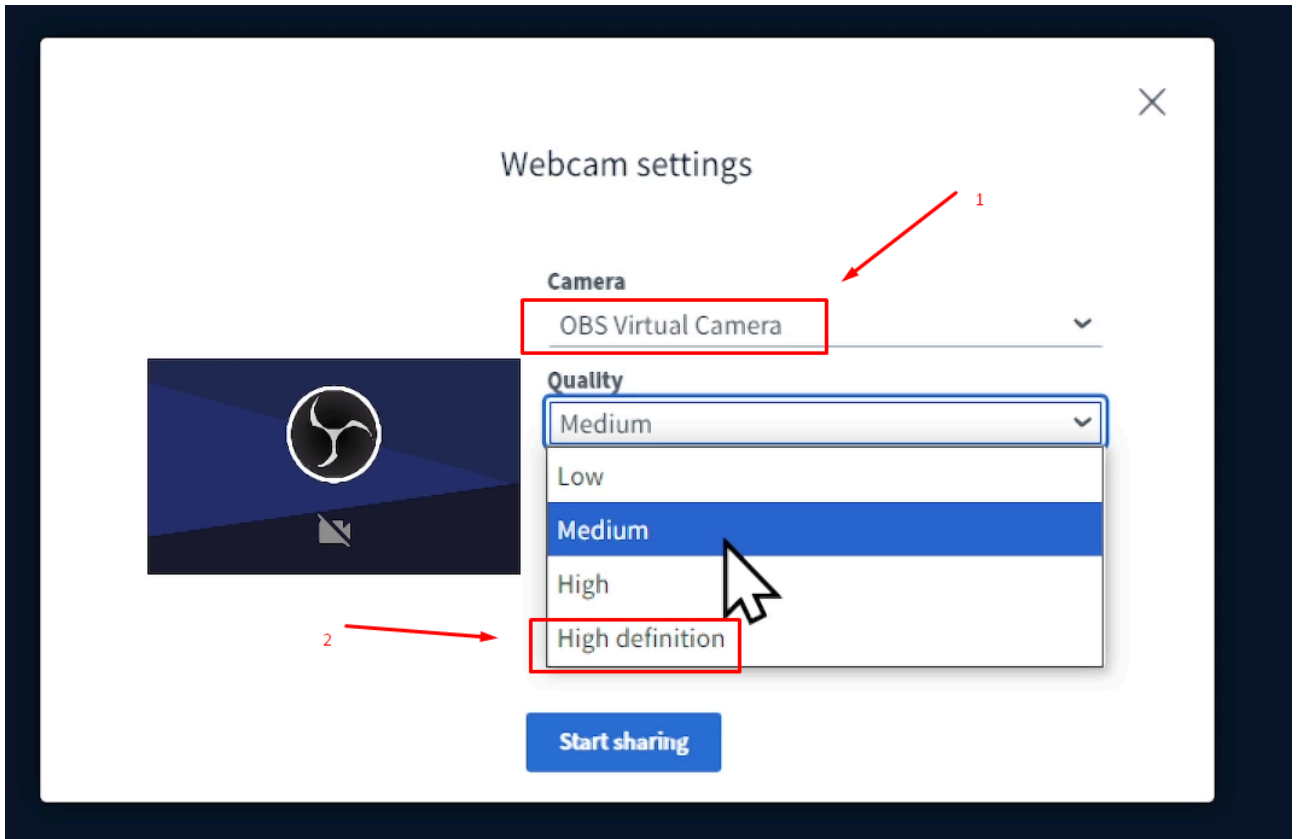 Webcam settings
1
Camera
OBS Virtual Camera
Quality
Medium
Low
Medium
High
2
High definition
Start sharing